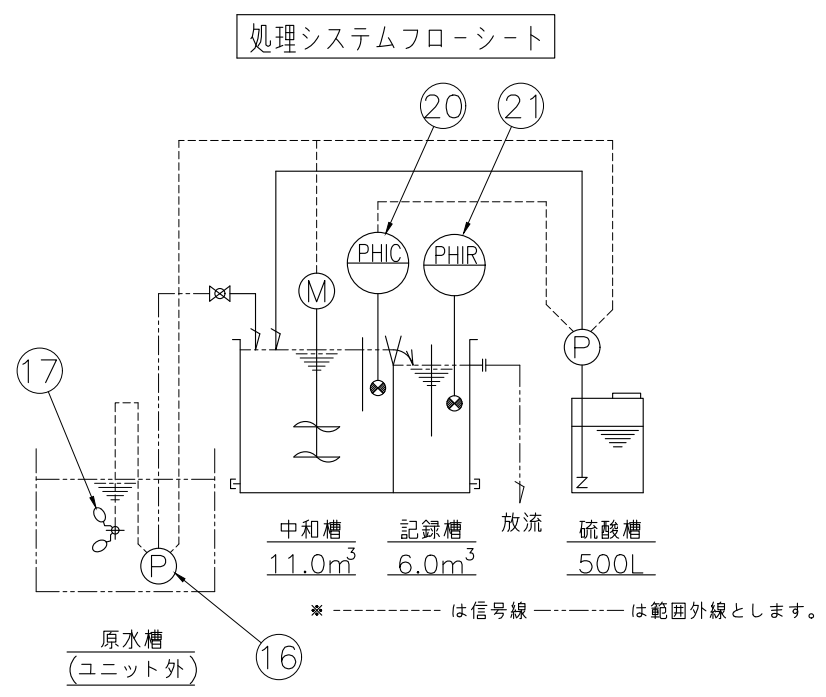 処理システムフローシート
20
21
PHIC
PHIR
M
P
17
P
16
中和槽
11.0m³
記録槽
6.0m³
放流
硫酸槽
500L
※ ---------- は信号線 —--—--— は範囲外線とします。
原水槽
(ユニット外)